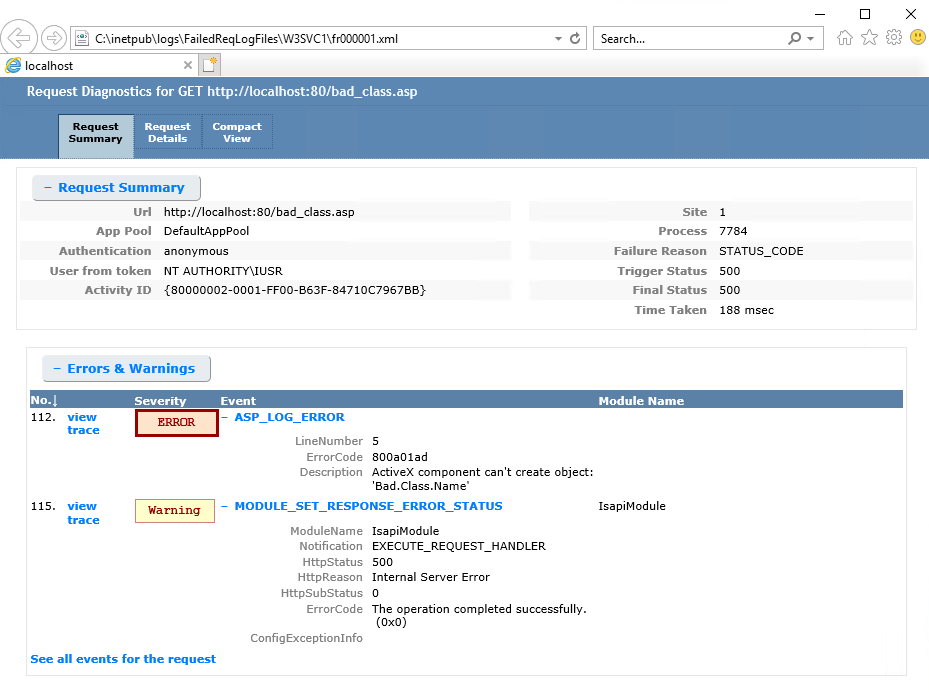 C:\inetpub\logs\FailedReqLogFiles\W3SVC1\fr000001.xml
Search...
localhost
Request Diagnostics for GET http://localhost:80/bad_class.asp
Request Summary
Request Details
Compact View
− Request Summary
Url http://localhost:80/bad_class.asp
App Pool DefaultAppPool
Authentication anonymous
User from token NT AUTHORITY\IUSR
Activity ID {80000002-0001-FF00-B63F-84710C7967BB}
Site 1
Process 7784
Failure Reason STATUS_CODE
Trigger Status 500
Final Status 500
Time Taken 188 msec
− Errors & Warnings
No.↓ Severity Event Module Name
112. view trace ERROR − ASP_LOG_ERROR
LineNumber 5
ErrorCode 800a01ad
Description ActiveX component can't create object:
'Bad.Class.Name'
115. view trace Warning − MODULE_SET_RESPONSE_ERROR_STATUS IsapiModule
ModuleName IsapiModule
Notification EXECUTE_REQUEST_HANDLER
HttpStatus 500
HttpReason Internal Server Error
HttpSubStatus 0
ErrorCode The operation completed successfully.
(0x0)
ConfigExceptionInfo
See all events for the request